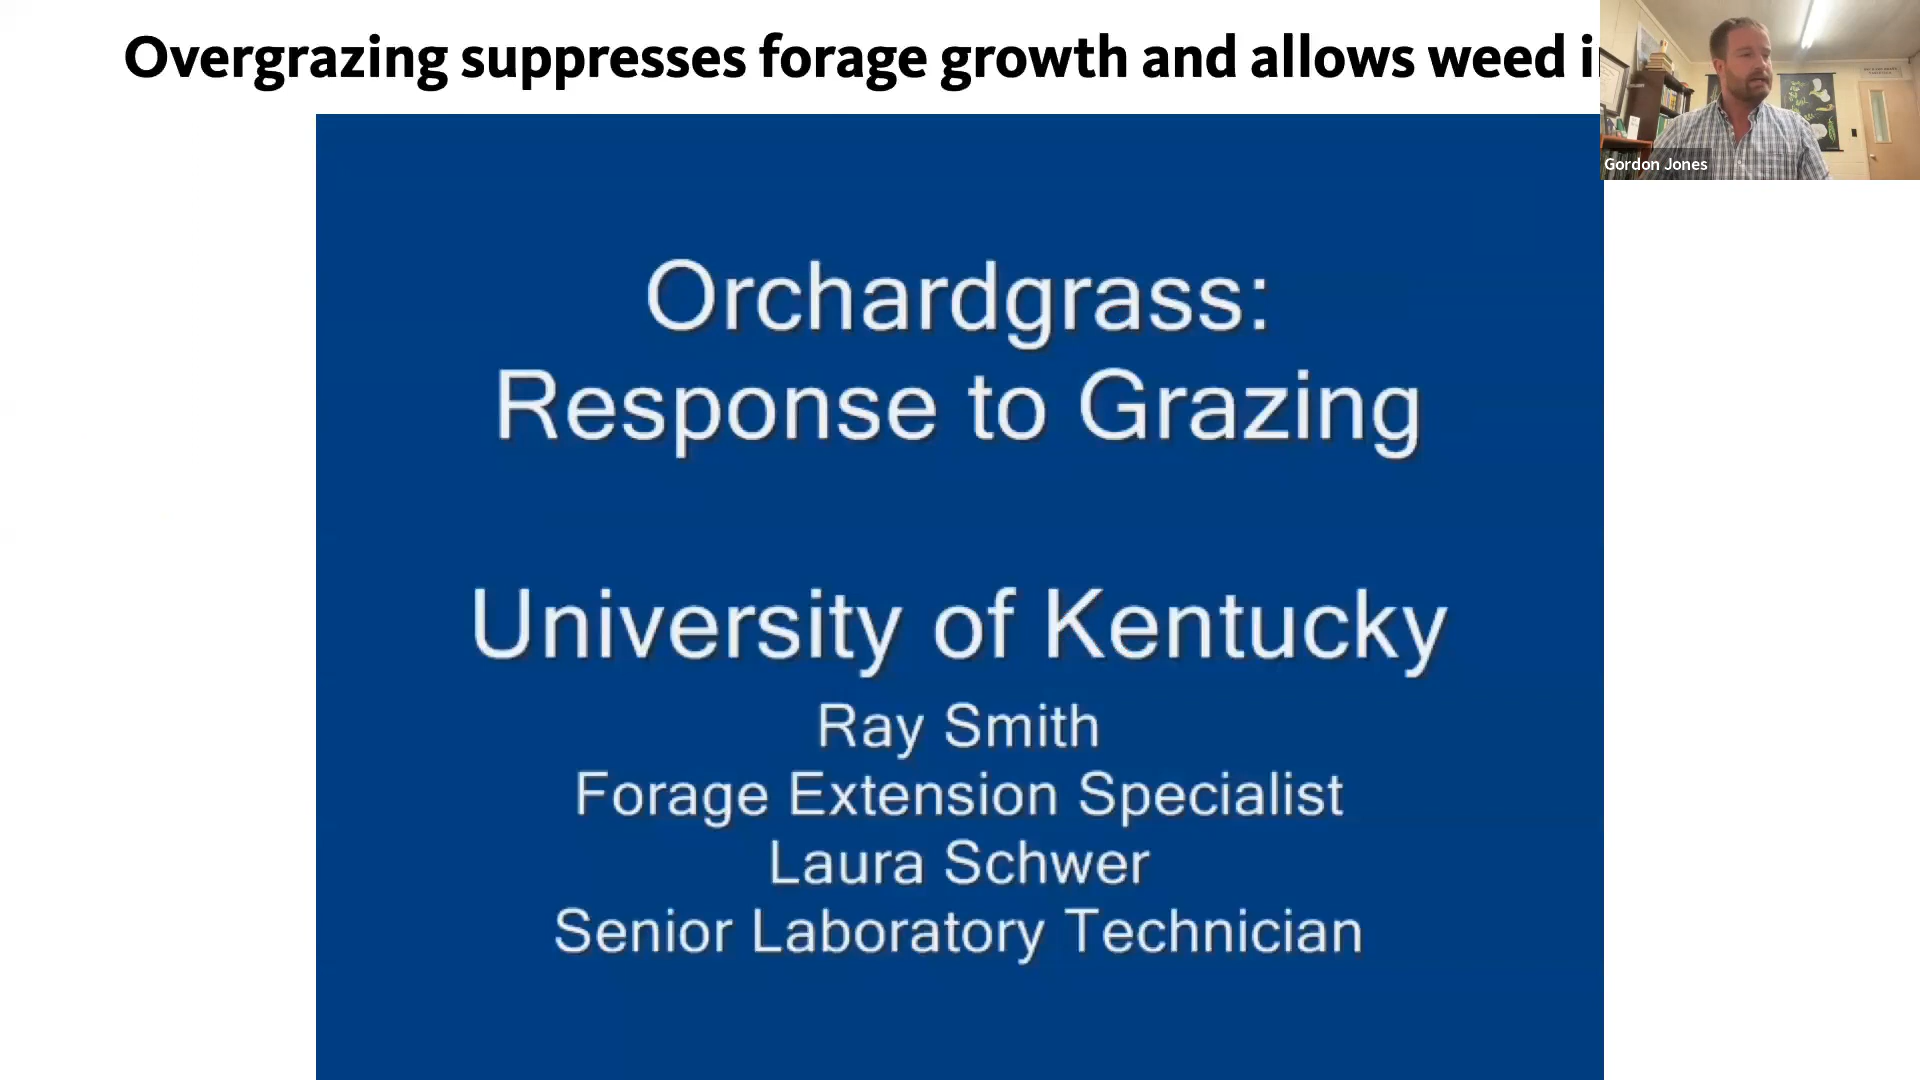 Overgrazing suppresses forage growth and allows weed
Gordon Jones
Orchardgrass:
Response to Grazing
University of Kentucky
Ray Smith
Forage Extension Specialist
Laura Schwer
Senior Laboratory Technician